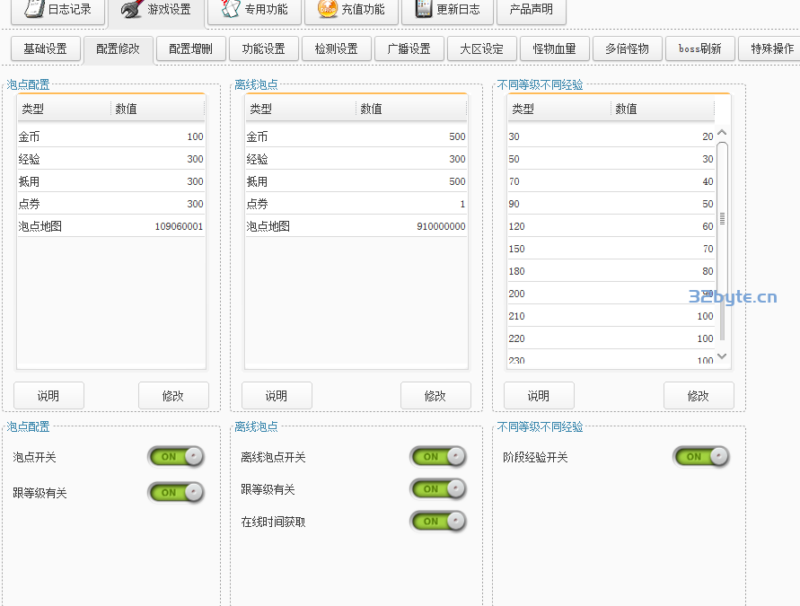 日志记录 游戏设置 专用功能 充值功能 更新日志 产品声明
基础设置 配置修改 配置增删 功能设置 检测设置 广播设置 大区设定 怪物血量 多倍怪物 boss刷新 特殊操作
泡点配置
类型 数值
金币 100
经验 300
抵用 300
点券 300
泡点地图 109060001
说明 修改
离线泡点
类型 数值
金币 500
经验 300
抵用 500
点券 1
泡点地图 910000000
说明 修改
不同等级不同经验
类型 数值
30 20
50 30
70 40
90 50
120 60
150 70
180 80
200 90
210 100
220 100
230 100
说明 修改
32byte.cn
泡点配置
泡点开关 ON
跟等级有关 ON
离线泡点
离线泡点开关 ON
跟等级有关 ON
在线时间获取 ON
不同等级不同经验
阶段经验开关 ON